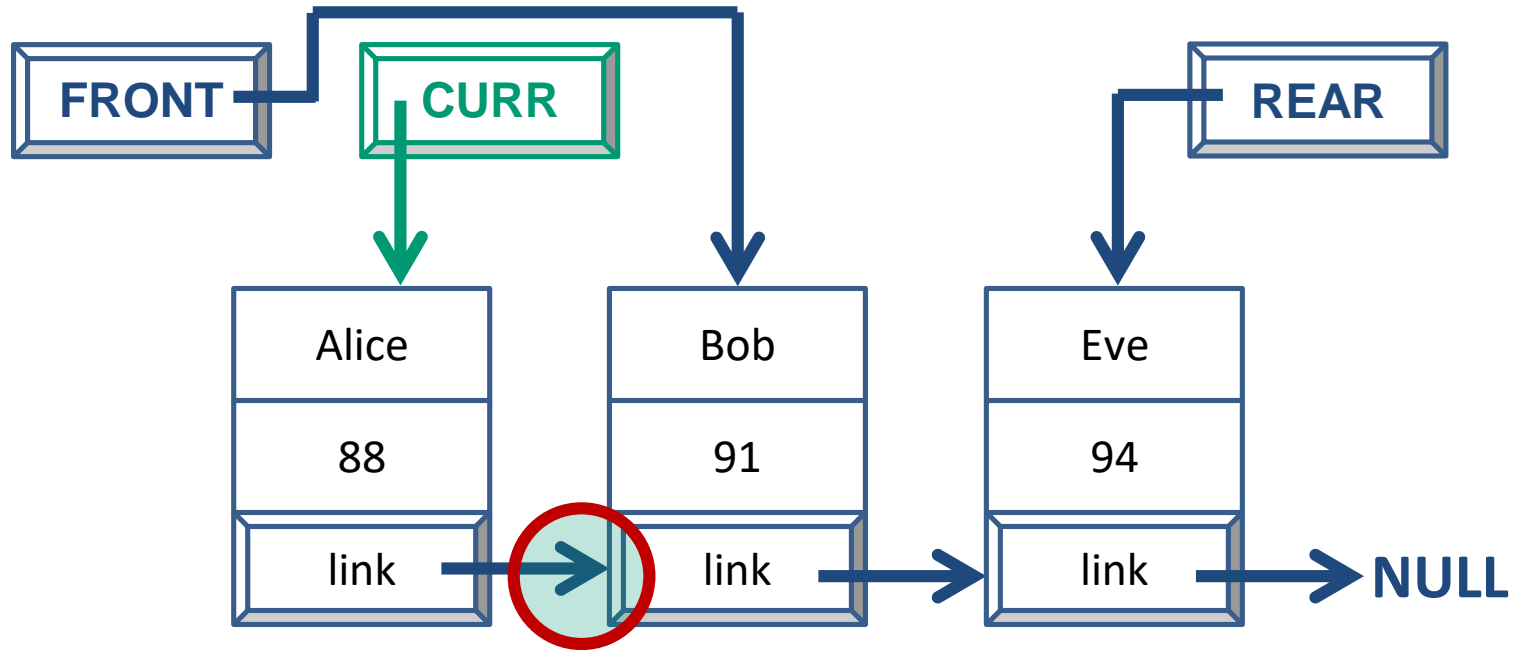 FRONT
CURR
REAR
Alice
Bob
Eve
88
91
94
link
link
link
NULL